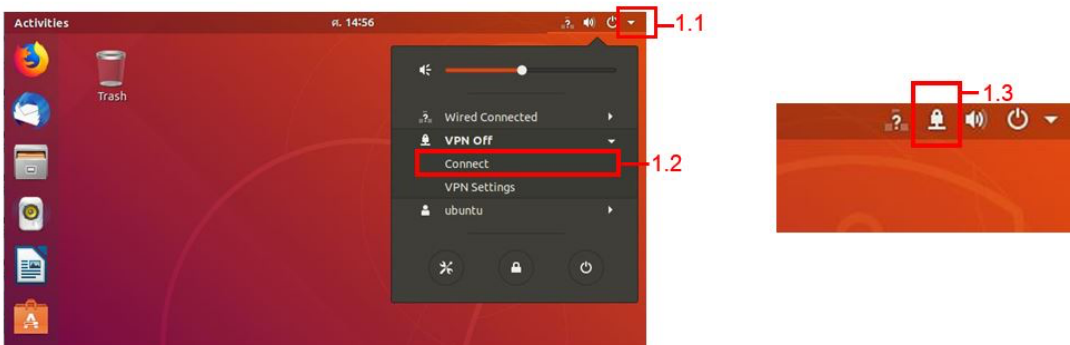 Activities ศ. 14:56
1.1
Trash
Wired Connected
VPN Off
Connect
1.2
VPN Settings
ubuntu
1.3